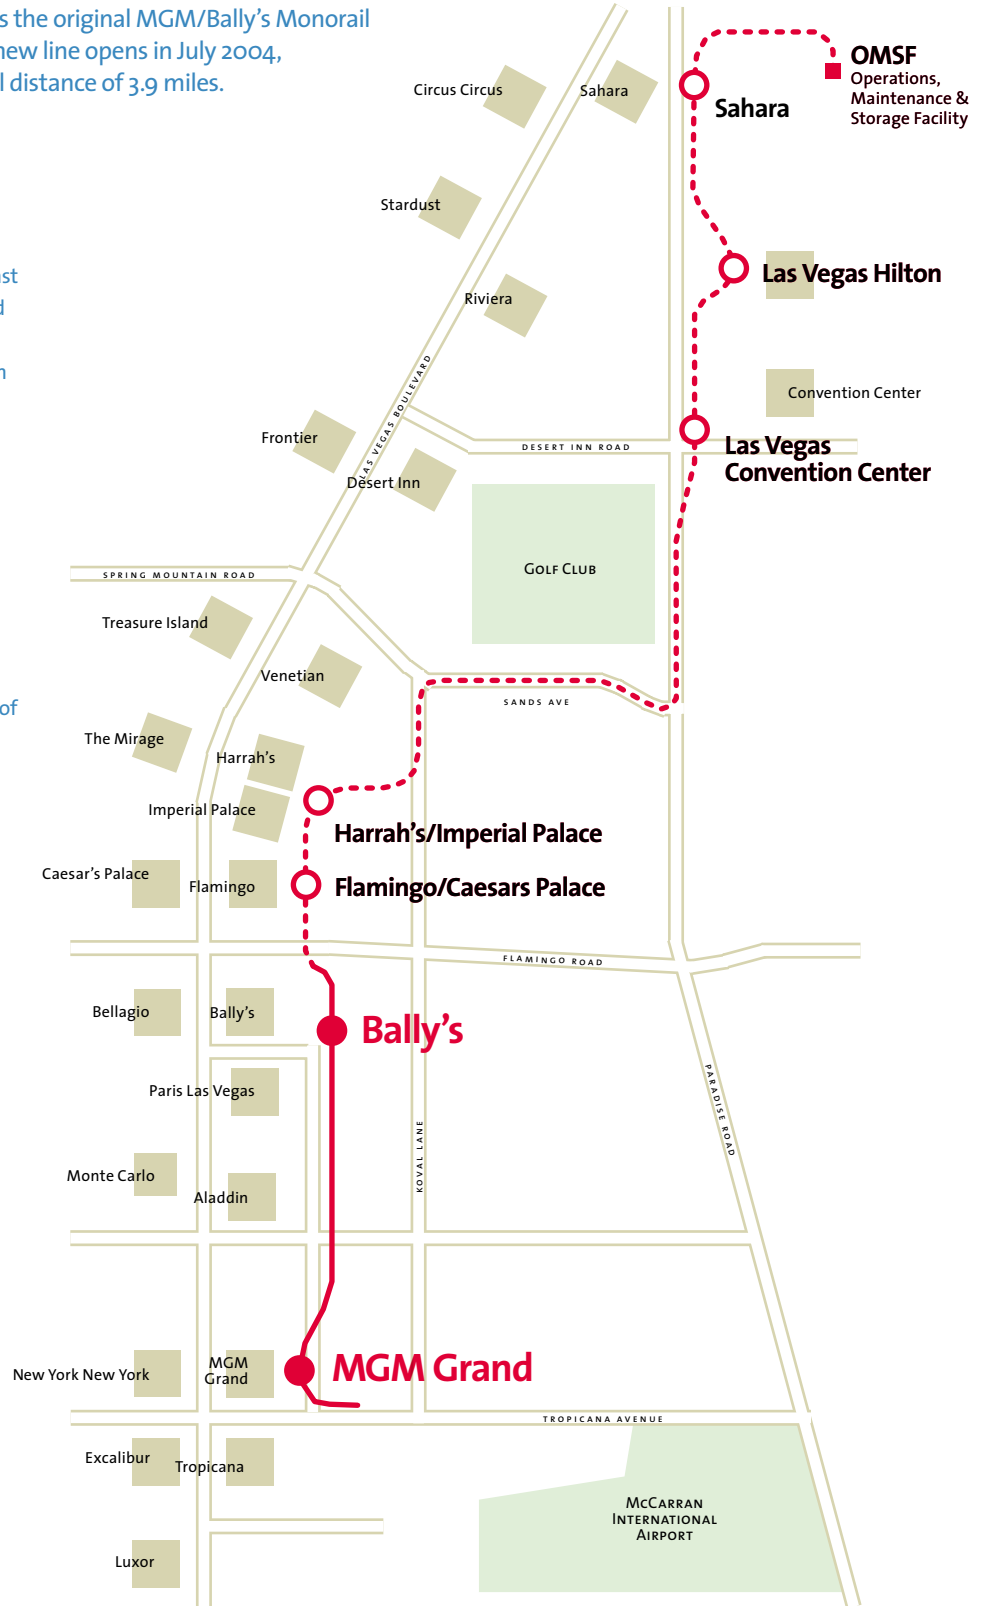 s the original MGM/Bally's Monorail
new line opens in July 2004,
l distance of 3.9 miles.
OMSF
Operations,
Maintenance &
Storage Facility
Circus Circus
Sahara
Sahara
Stardust
Las Vegas Hilton
ast
d
Riviera
n
LAS VEGAS BOULEVARD
Convention Center
Frontier
DESERT INN ROAD
Las Vegas
Convention Center
Desert Inn
Golf Club
SPRING MOUNTAIN ROAD
Treasure Island
Venetian
SANDS AVE
of
The Mirage
Harrah's
Imperial Palace
Harrah's/Imperial Palace
Caesar's Palace
Flamingo
Flamingo/Caesars Palace
FLAMINGO ROAD
Bellagio
Bally's
Bally's
Paris Las Vegas
PARADISE ROAD
KOVAL LANE
Monte Carlo
Aladdin
New York New York
MGM
Grand
MGM Grand
TROPICANA AVENUE
Excalibur
Tropicana
McCarran
International
Airport
Luxor